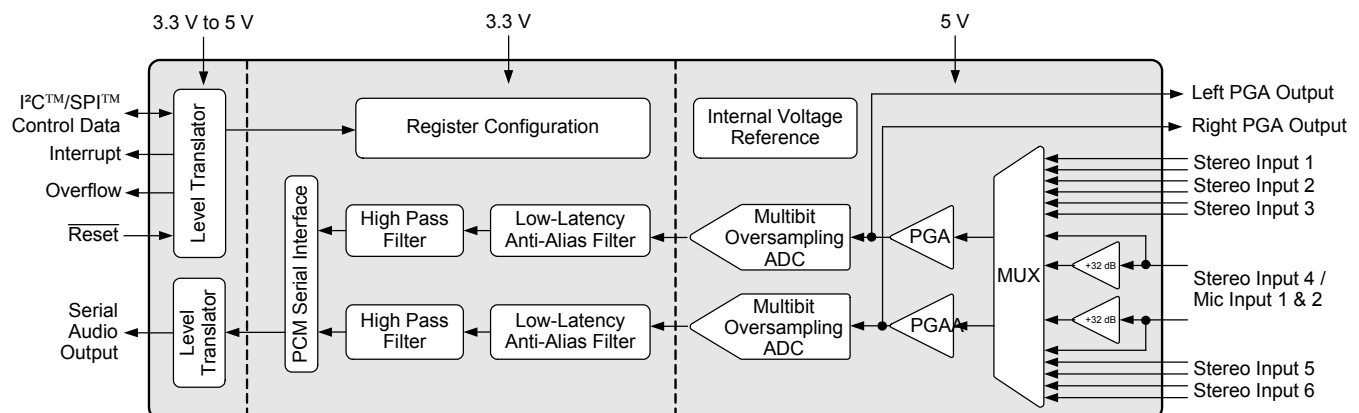 3.3 V to 5 V
3.3 V
5 V
I²C™/SPI™
Control Data
Interrupt
Overflow
Reset
Serial
Audio
Output
Level Translator
Level
Translator
Register Configuration
PCM Serial Interface
High Pass
Filter
Low-Latency
Anti-Alias Filter
High Pass
Filter
Low-Latency
Anti-Alias Filter
Internal Voltage
Reference
Multibit
Oversampling
ADC
Multibit
Oversampling
ADC
PGA
PGAA
MUX
+32 dB
+32 dB
Left PGA Output
Right PGA Output
Stereo Input 1
Stereo Input 2
Stereo Input 3
Stereo Input 4 /
Mic Input 1 & 2
Stereo Input 5
Stereo Input 6